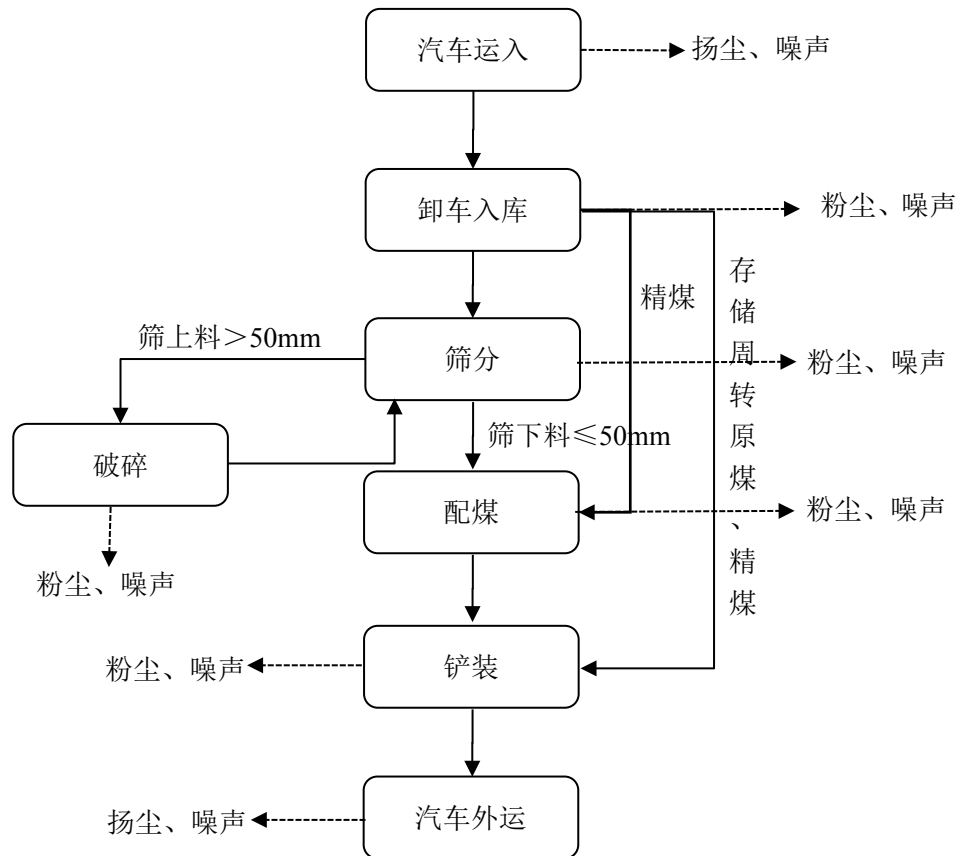 汽车运入
扬尘、噪声
卸车入库
粉尘、噪声
精煤
存储周转原煤、精煤
筛上料＞50mm
筛分
粉尘、噪声
筛下料≤50mm
破碎
配煤
粉尘、噪声
粉尘、噪声
铲装
粉尘、噪声
汽车外运
扬尘、噪声